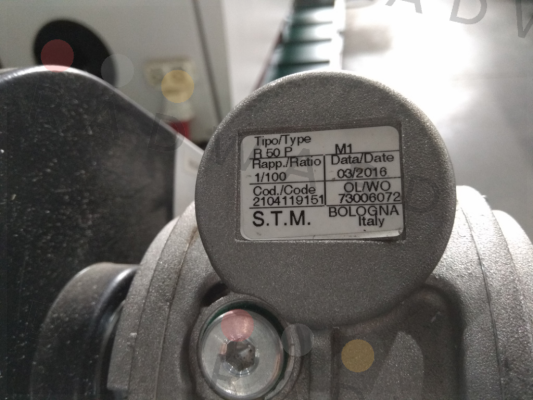 Tipo/Type
R 50 P M1
Rapp./Ratio Data/Date
1/100 03/2016
Cod./Code OL/WO
2104119151 73006072
S.T.M. BOLOGNA
Italy